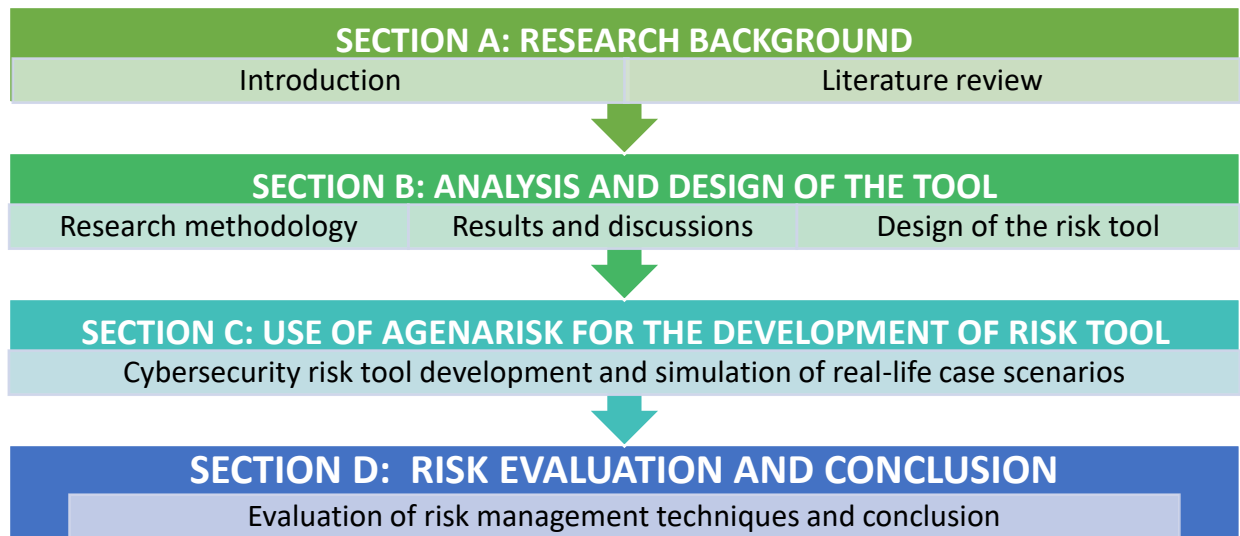 SECTION A: RESEARCH BACKGROUND
Introduction
Literature review
SECTION B: ANALYSIS AND DESIGN OF THE TOOL
Research methodology
Results and discussions
Design of the risk tool
SECTION C: USE OF AGENARISK FOR THE DEVELOPMENT OF RISK TOOL
Cybersecurity risk tool development and simulation of real-life case scenarios
SECTION D: RISK EVALUATION AND CONCLUSION
Evaluation of risk management techniques and conclusion